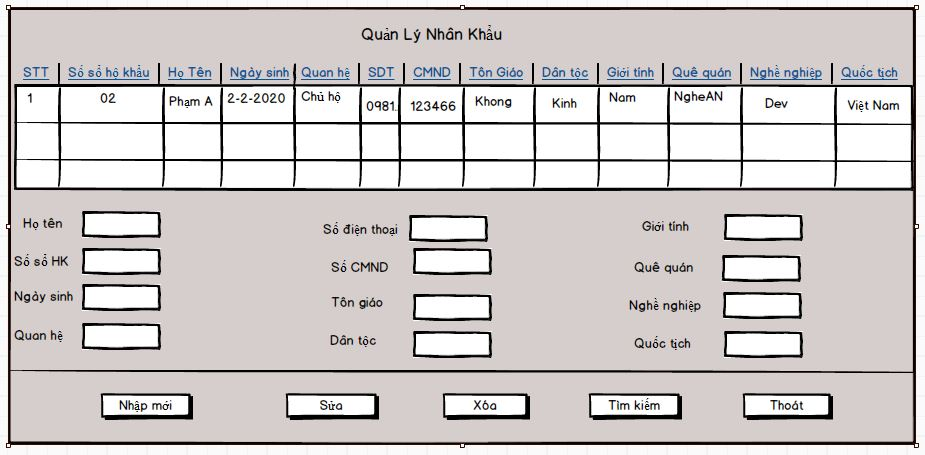 Quản Lý Nhân Khẩu
STT Số sổ hộ khẩu Họ Tên Ngày sinh Quan hệ SDT CMND Tôn Giáo Dân tộc Giới tính Quê quán Nghề nghiệp Quốc tịch
1 02 Phạm A 2-2-2020 Chủ hộ 0981. 123466 Khong Kinh Nam NgheAN Dev Việt Nam
Họ tên Số điện thoại Giới tính
Số sổ HK Số CMND Quê quán
Ngày sinh Tôn giáo Nghề nghiệp
Quan hệ Dân tộc Quốc tịch
Nhập mới Sửa Xóa Tìm kiếm Thoát